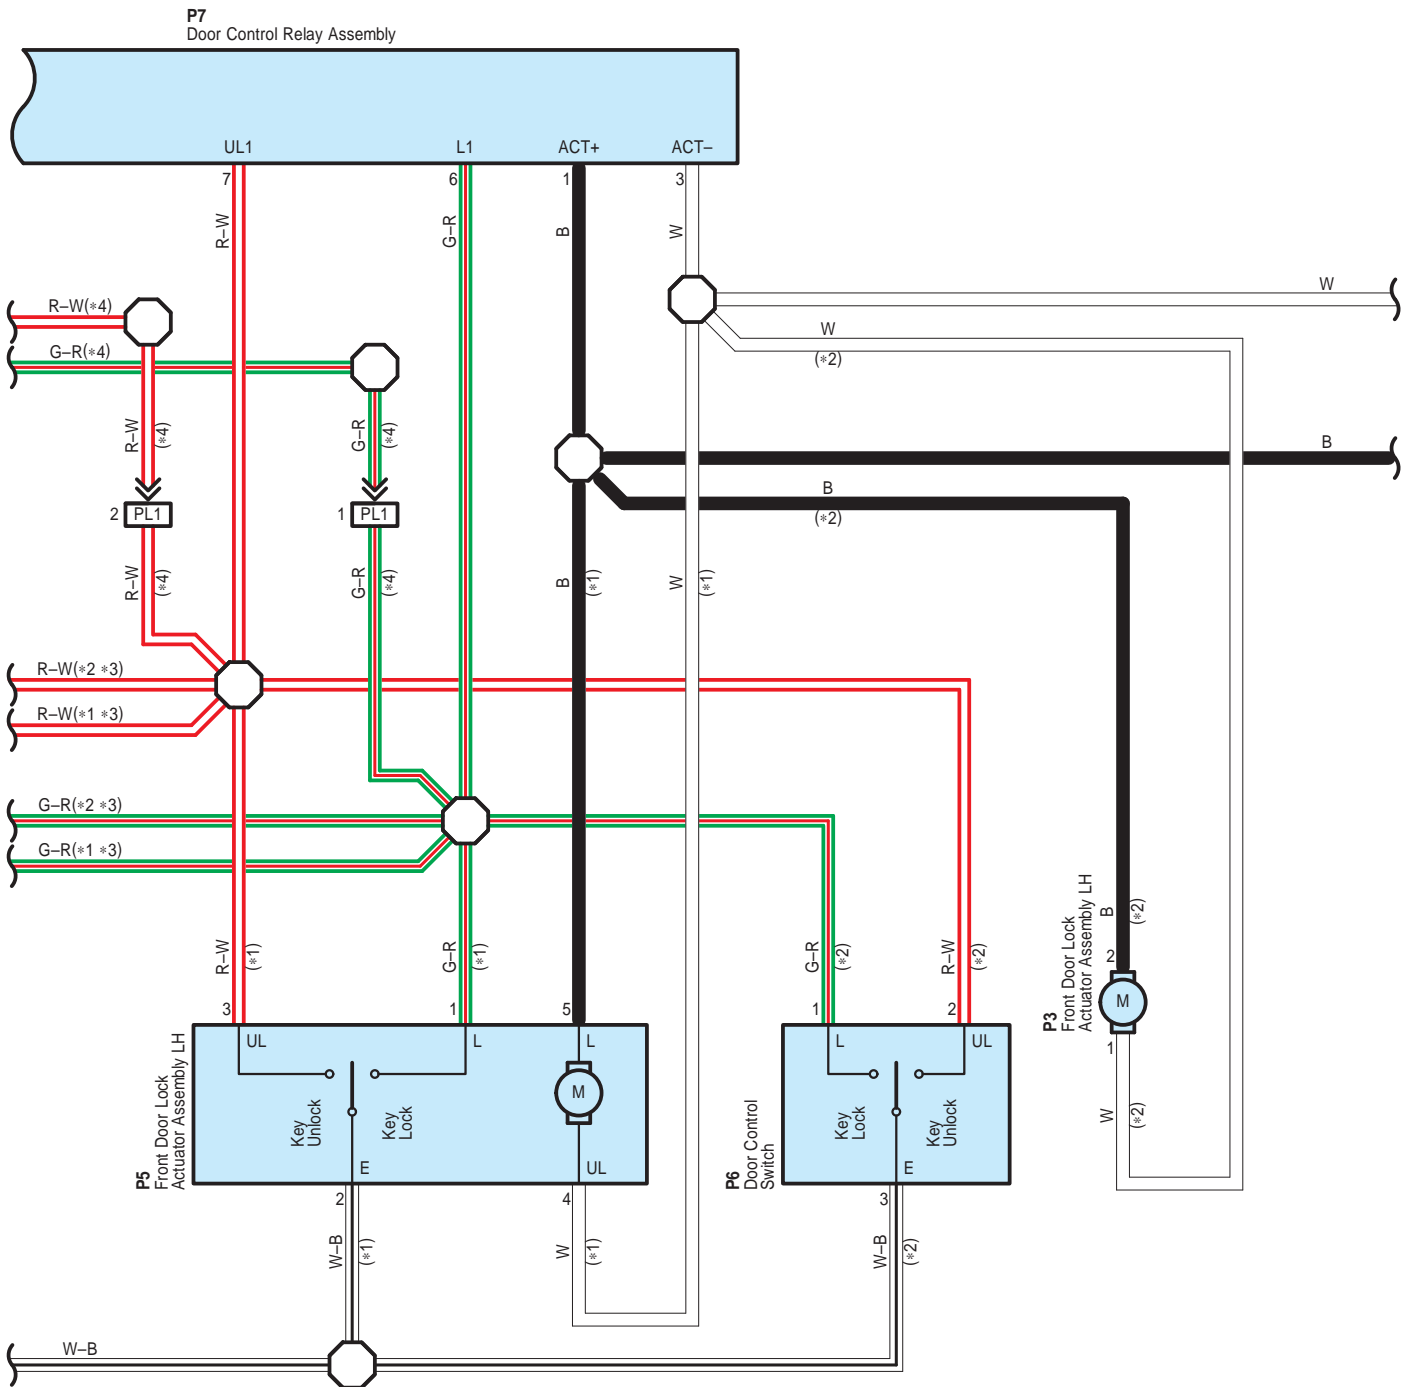 P7
Door Control Relay Assembly
UL1
L1
ACT+
ACT–
7
6
1
3
R–W
G–R
B
W
R–W(∗4)
W
G–R(∗4)
W
(∗2)
R–W
(∗4)
G–R
(∗4)
B
B
(∗2)
2
PL1
1
PL1
R–W
(∗4)
G–R
(∗4)
B
(∗1)
W
(∗1)
R–W(∗2 ∗3)
R–W(∗1 ∗3)
G–R(∗2 ∗3)
G–R(∗1 ∗3)
R–W
(∗1)
G–R
(∗1)
G–R
(∗2)
R–W
(∗2)
B
(∗2)
3
1
5
1
2
2
P3
Front Door Lock
Actuator Assembly LH
M
1
UL
L
L
L
UL
M
Key
Unlock
Key
Lock
Key
Lock
Key
Unlock
W
(∗2)
E
UL
E
P5
Front Door Lock
Actuator Assembly LH
P6
Door Control
Switch
2
4
3
W–B
(∗1)
W
(∗1)
W–B
(∗2)
W–B